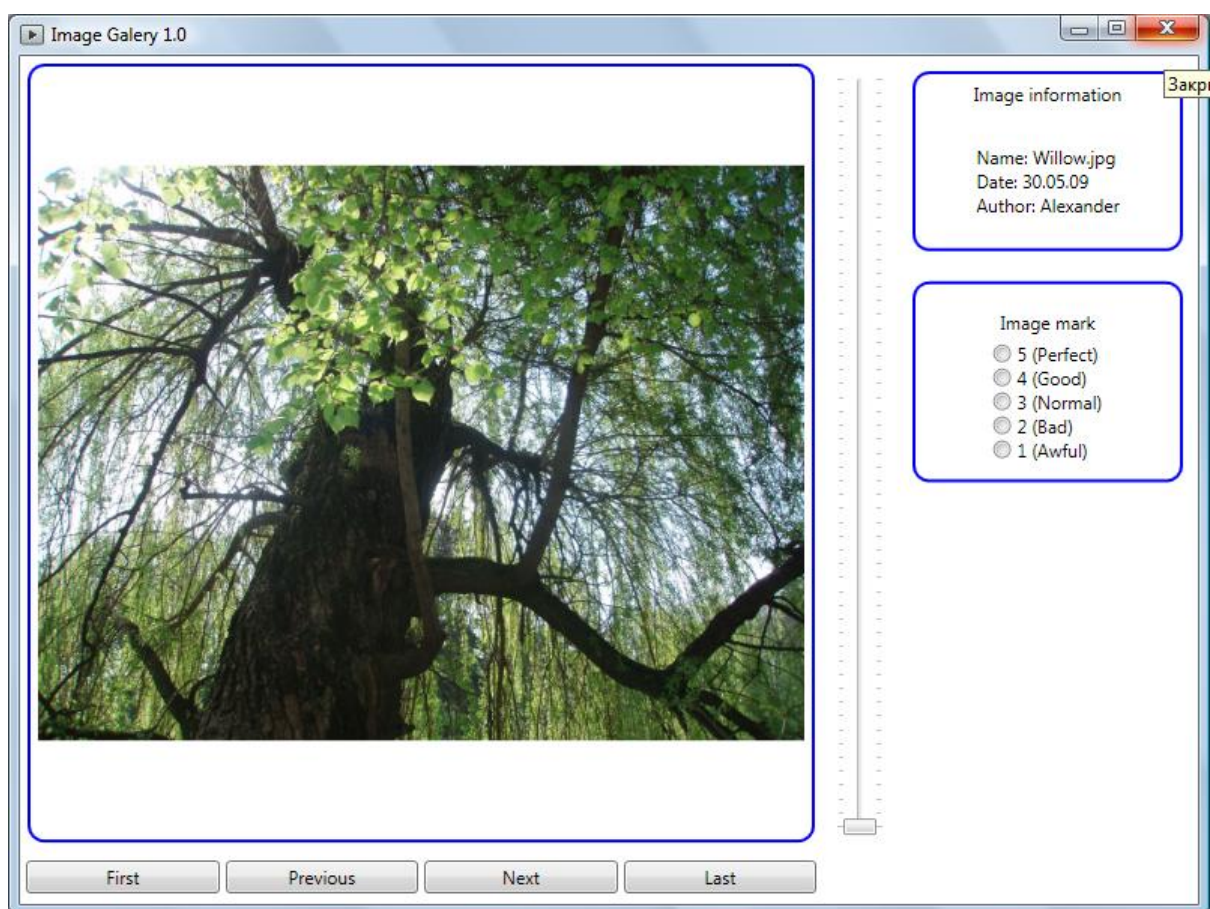 Image Galery 1.0
Закр
Image information
Name: Willow.jpg
Date: 30.05.09
Author: Alexander
Image mark
5 (Perfect)
4 (Good)
3 (Normal)
2 (Bad)
1 (Awful)
First
Previous
Next
Last